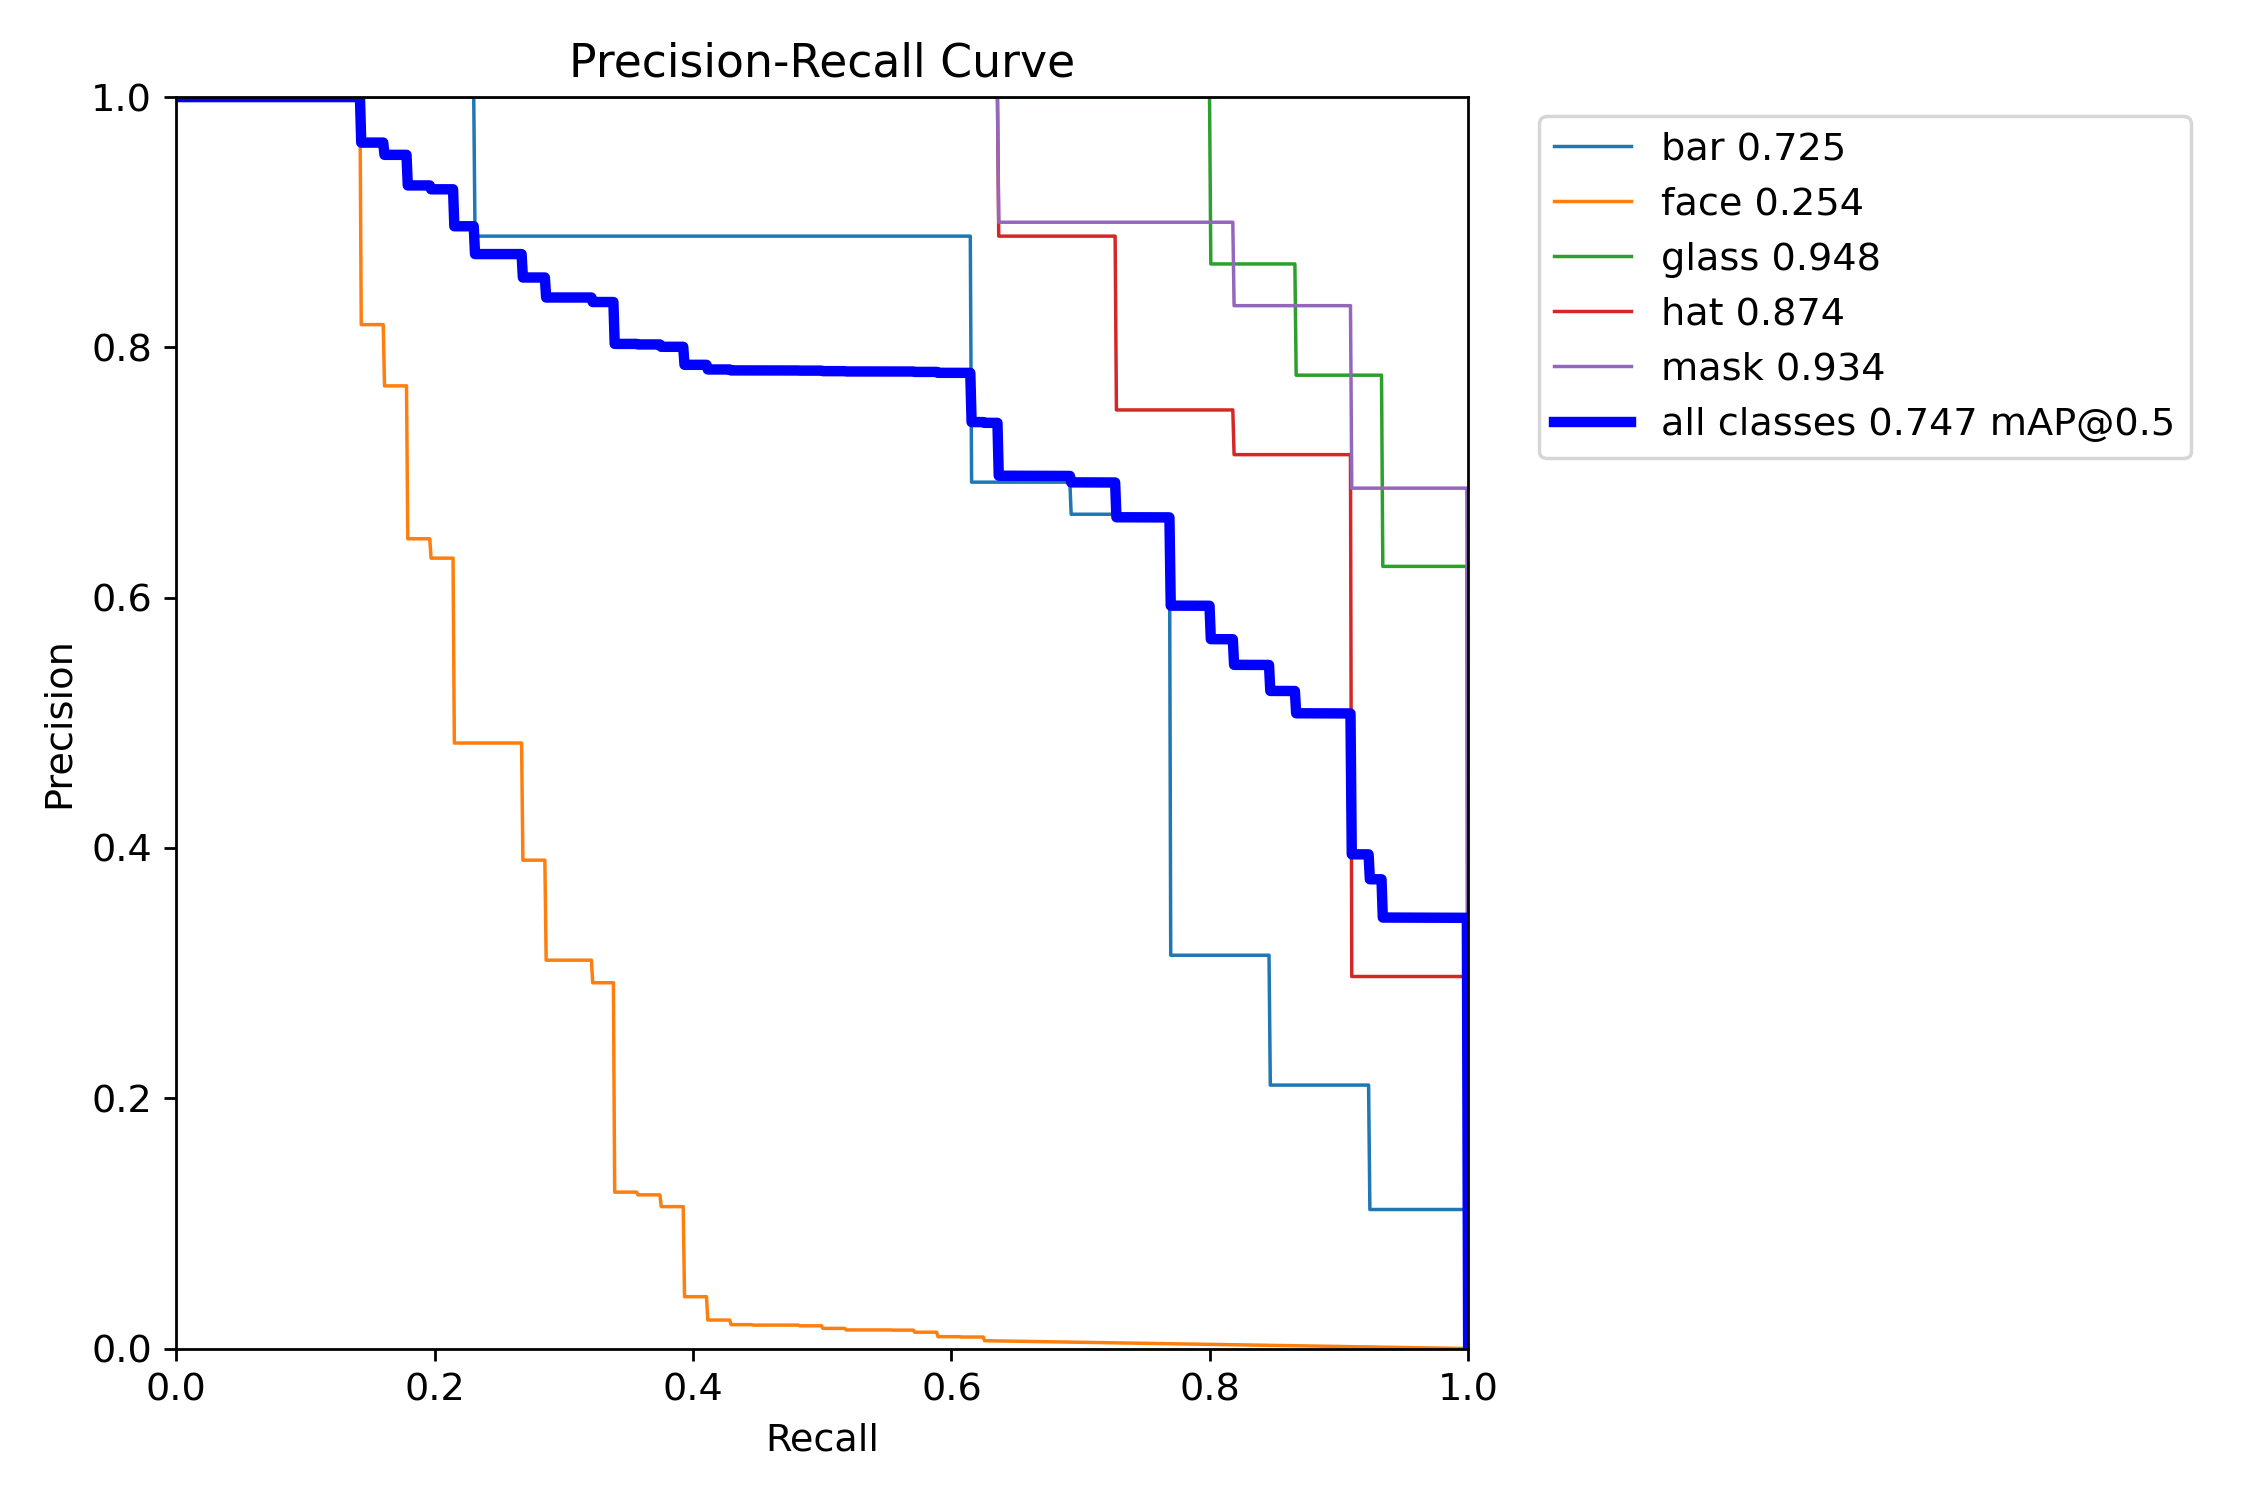 Precision-Recall Curve
1.0
0.8
0.6
0.4
0.2
0.0
Precision
0.0 0.2 0.4 0.6 0.8 1.0
Recall
bar 0.725
face 0.254
glass 0.948
hat 0.874
mask 0.934
all classes 0.747 mAP@0.5